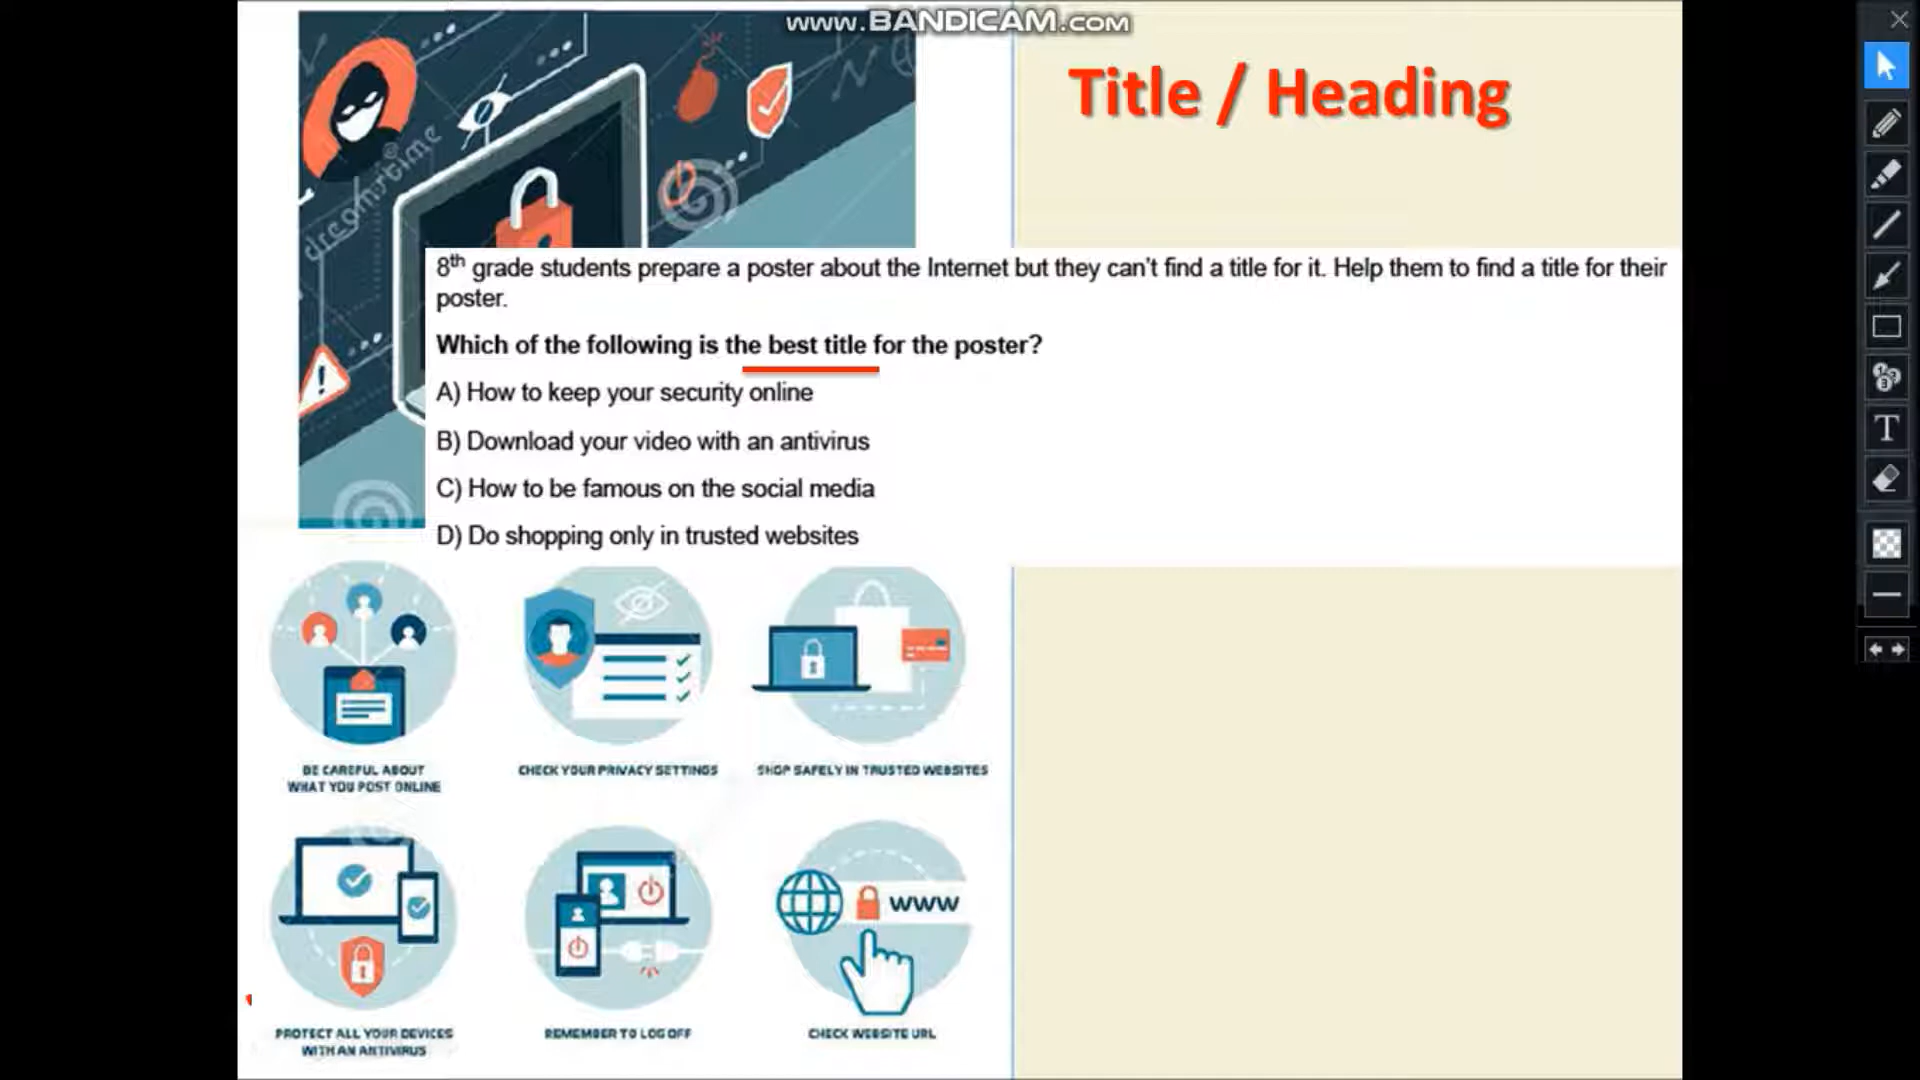 www.BANDICAM.com
Title / Heading
dreamstime
8th grade students prepare a poster about the Internet but they can't find a title for it. Help them to find a title for their
poster.
Which of the following is the best title for the poster?
A) How to keep your security online
B) Download your video with an antivirus
C) How to be famous on the social media
D) Do shopping only in trusted websites
BE CAREFUL ABOUT
WHAT YOU POST ONLINE
CHECK YOUR PRIVACY SETTINGS
SHOP SAFELY IN TRUSTED WEBSITES
WWW
PROTECT ALL YOUR DEVICES
WITH AN ANTIVIRUS
REMEMBER TO LOG OFF
CHECK WEBSITE URL